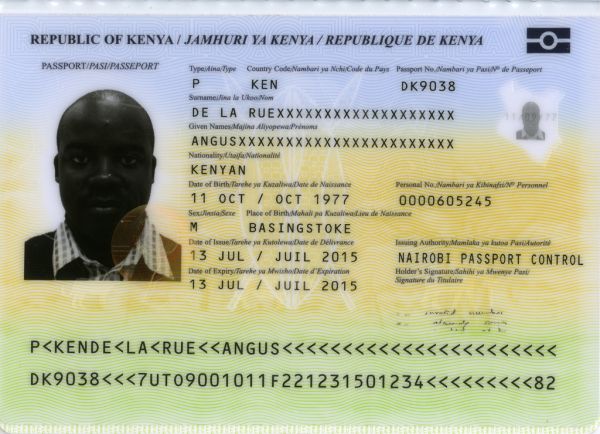 REPUBLIC OF KENYA / JAMHURI YA KENYA / REPUBLIQUE DE KENYA
PASSPORT/PASI/PASSEPORT
Type/Aina/Type Country Code/Nambari ya Nchi/Code du Pays Passport No./Nambari ya Pasi/Nº de Passeport
P KEN DK9038
Surname/Jina la Ukoo/Nom
DE LA RUEXXXXXXXXXXXXXXXXXXX
Given Names/Majina Aliyopewa/Prénoms
ANGUSXXXXXXXXXXXXXXXXXXXXXXX
Nationality/Utaifa/Nationalité
KENYAN
Date of Birth/Tarehe ya Kuzaliwa/Date de Naissance Personal No./Nambari ya Kibinafsi/Nº Personnel
11 OCT / OCT 1977 0000605245
Sex/Jinsia/Sexe Place of Birth/Mahali pa Kuzaliwa/Lieu de Naissance
M BASINGSTOKE
Date of Issue/Tarehe ya Kutolewa/Date de Délivrance Issuing Authority/Mamlaka ya kutoa Pasi/Autorité
13 JUL / JUIL 2015 NAIROBI PASSPORT CONTROL
Date of Expiry/Tarehe ya Mwisho/Date d'Expiration Holder's Signature/Sahihi ya Mwenye Pasi/
13 JUL / JUIL 2015 Signature du Titulaire
P<KENDE<LA<RUE<<ANGUS<<<<<<<<<<<<<<<<<<<<<<<
DK9038<<<7UTO9001011F221231501234<<<<<<<<<82